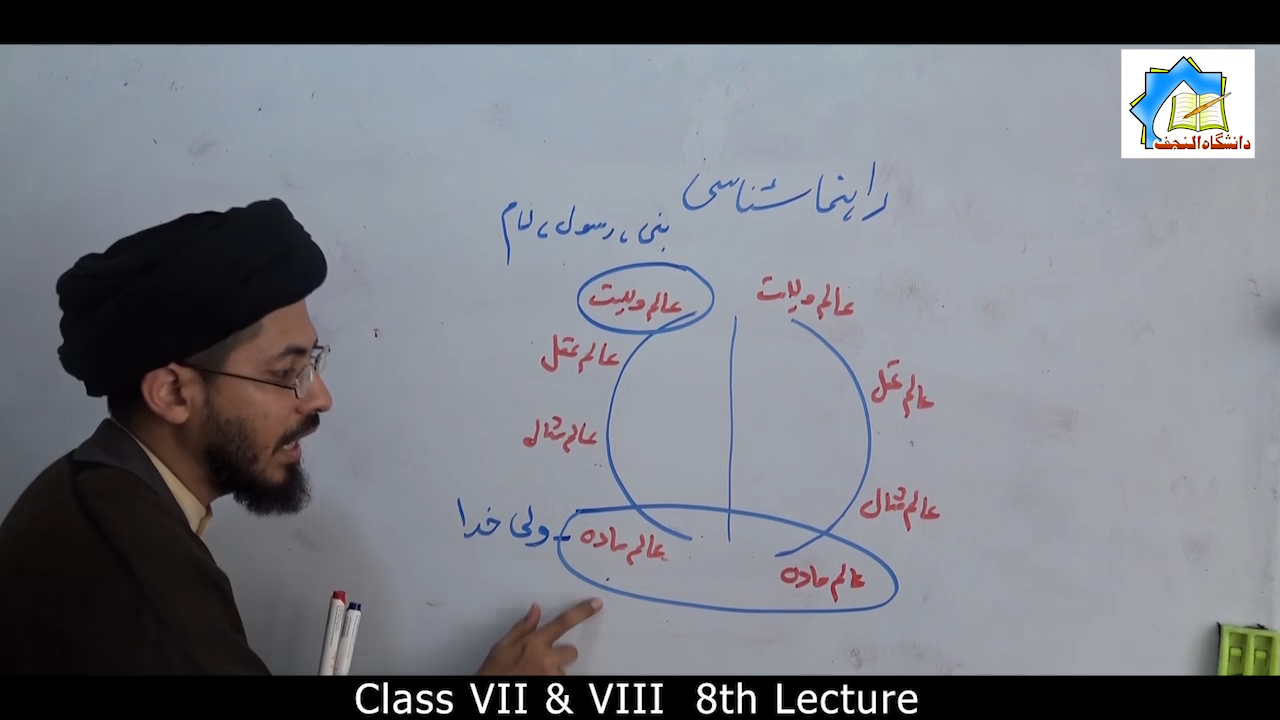 دانشگاه النجف
راہنما شناسی
نبی، رسول، امام
عالم ولایت
عالم ولایت
عالم عقل
عالم عقل
عالم مثال
عالم مثال
ولی خدا
عالم مادہ
عالم مادہ
Class VII & VIII 8th Lecture